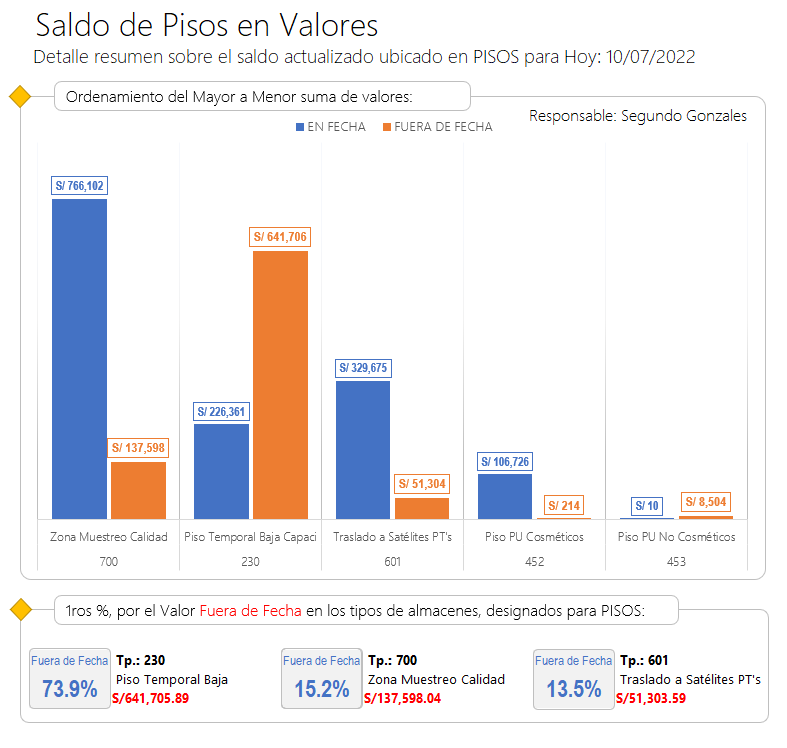 Saldo de Pisos en Valores
Detalle resumen sobre el saldo actualizado ubicado en PISOS para Hoy: 10/07/2022
Ordenamiento del Mayor a Menor suma de valores:
Responsable: Segundo Gonzales
EN FECHA FUERA DE FECHA
S/ 766,102
S/ 641,706
S/ 329,675
S/ 226,361
S/ 137,598
S/ 106,726
S/ 51,304
S/ 214
S/ 10
S/ 8,504
Zona Muestreo Calidad Piso Temporal Baja Capaci Traslado a Satélites PT's Piso PU Cosméticos Piso PU No Cosméticos
700 230 601 452 453
1ros %, por el Valor Fuera de Fecha en los tipos de almacenes, designados para PISOS:
Fuera de Fecha
73.9%
Tp.: 230
Piso Temporal Baja
S/641,705.89
Fuera de Fecha
15.2%
Tp.: 700
Zona Muestreo Calidad
S/137,598.04
Fuera de Fecha
13.5%
Tp.: 601
Traslado a Satélites PT's
S/51,303.59